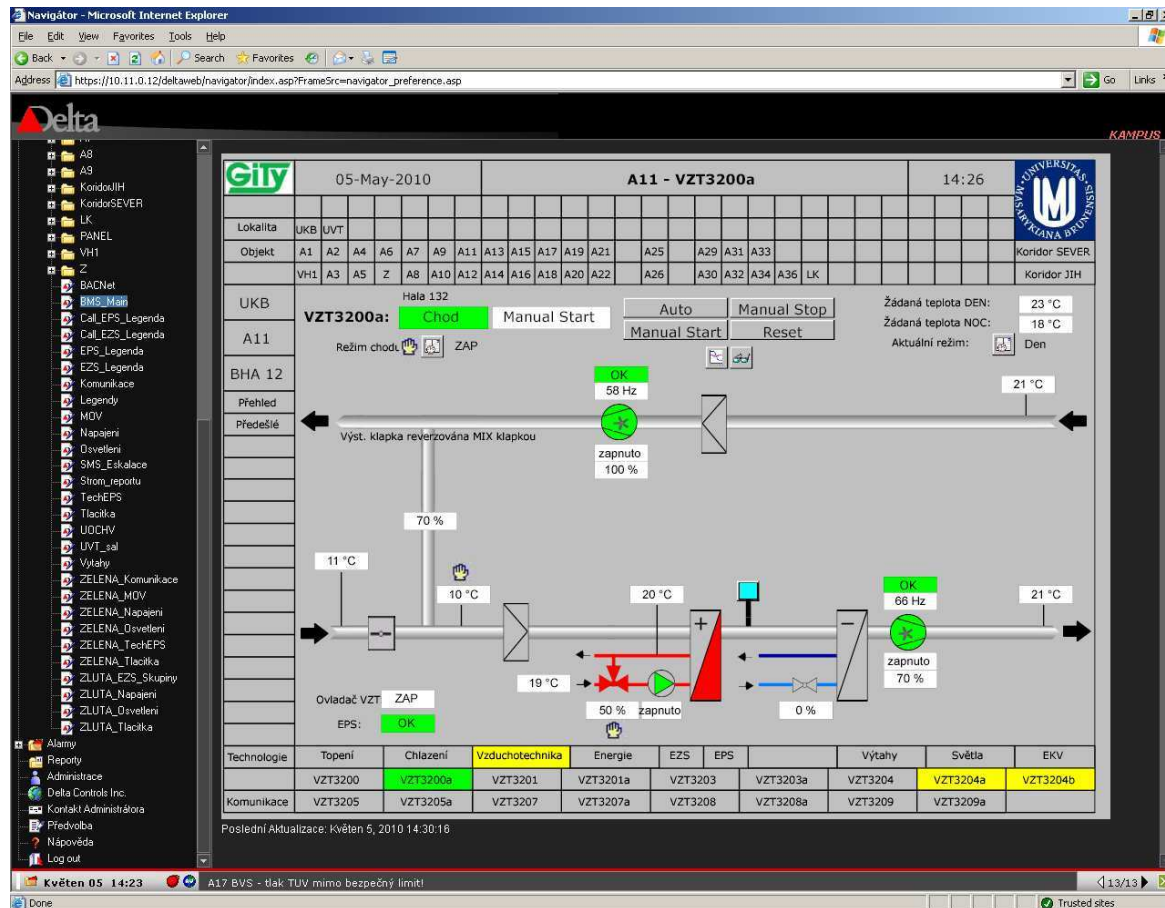 Navigátor - Microsoft Internet Explorer
File Edit View Favorites Tools Help
Back Search Favorites
Address https://10.11.0.12/deltaweb/navigator/index.asp?FrameSrc=navigator_preference.asp Go Links
Delta
KAMPUS
A8
A9
KoridorJIH
KoridorSEVER
LK
PANEL
VH1
Z
BACNet
BMS_Main
Call_EPS_Legenda
Call_EZS_Legenda
EPS_Legenda
EZS_Legenda
Komunikace
Legendy
MOV
Napajeni
Osvetleni
SMS_Eskalace
Strom_reportu
TechEPS
Tlacitka
UOCHV
UVT_sal
Vytahy
ZELENA_Komunikace
ZELENA_MOV
ZELENA_Napajeni
ZELENA_Osvetleni
ZELENA_TechEPS
ZELENA_Tlacitka
ZLUTA_EZS_Skupiny
ZLUTA_Napajeni
ZLUTA_Osvetleni
ZLUTA_Tlacitka
Alarmy
Reporty
Administrace
Delta Controls Inc.
Kontakt Administrátora
Předvolba
Nápověda
Log out
GiTy 05-May-2010 A11 - VZT3200a 14:26
Lokalita UKB UVT
Objekt A1 A2 A4 A6 A7 A9 A11 A13 A15 A17 A19 A21 A25 A29 A31 A33 Koridor SEVER
VH1 A3 A5 Z A8 A10 A12 A14 A16 A18 A20 A22 A26 A30 A32 A34 A36 LK Koridor JIH
UKB
A11
BHA 12
Přehled
Předešlé
Hala 132
VZT3200a: Chod Manual Start
Auto Manual Stop
Manual Start Reset
Režim chodu ZAP
Žádaná teplota DEN: 23 °C
Žádaná teplota NOC: 18 °C
Aktuální režim: Den
OK
58 Hz
21 °C
Výst. klapka reverzována MIX klapkou
zapnuto
100 %
70 %
11 °C
10 °C
20 °C
OK
66 Hz
21 °C
+
−
zapnuto
70 %
19 °C
50 % zapnuto
0 %
Ovladač VZT ZAP
EPS: OK
Technologie Topení Chlazení Vzduchotechnika Energie EZS EPS Výtahy Světla EKV
VZT3200 VZT3200a VZT3201 VZT3201a VZT3203 VZT3203a VZT3204 VZT3204a VZT3204b
Komunikace VZT3205 VZT3205a VZT3207 VZT3207a VZT3208 VZT3208a VZT3209 VZT3209a
Poslední Aktualizace: Květen 5, 2010 14:30:16
Květen 05 14:23 A17 BVS - tlak TUV mimo bezpečný limit! 13/13
Done Trusted sites